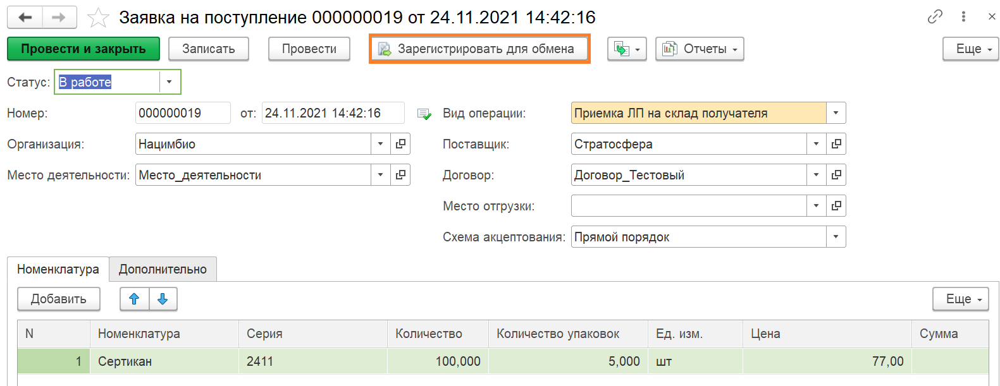 Заявка на поступление 000000019 от 24.11.2021 14:42:16
Провести и закрыть Записать Провести Зарегистрировать для обмена Отчеты Еще
Статус: В работе
Номер: 000000019 от: 24.11.2021 14:42:16 Вид операции: Приемка ЛП на склад получателя
Организация: Нацимбио Поставщик: Стратосфера
Место деятельности: Место_деятельности Договор: Договор_Тестовый
Место отгрузки:
Схема акцептования: Прямой порядок
Номенклатура Дополнительно
Добавить Еще
N Номенклатура Серия Количество Количество упаковок Ед. изм. Цена Сумма
1 Сертикан 2411 100,000 5,000 шт 77,00